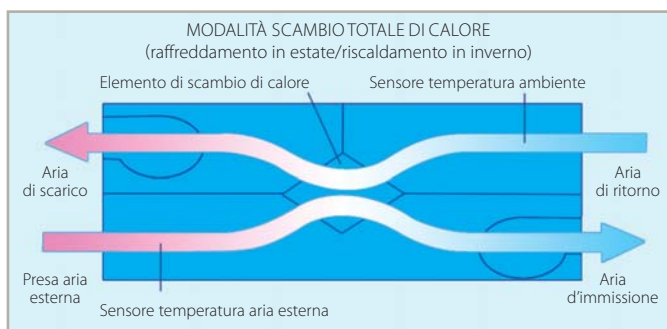 MODALITÀ SCAMBIO TOTALE DI CALORE
(raffreddamento in estate/riscaldamento in inverno)
Elemento di scambio di calore
Sensore temperatura ambiente
Aria
di scarico
Aria
di ritorno
Presa aria
esterna
Sensore temperatura aria esterna
Aria
d'immissione